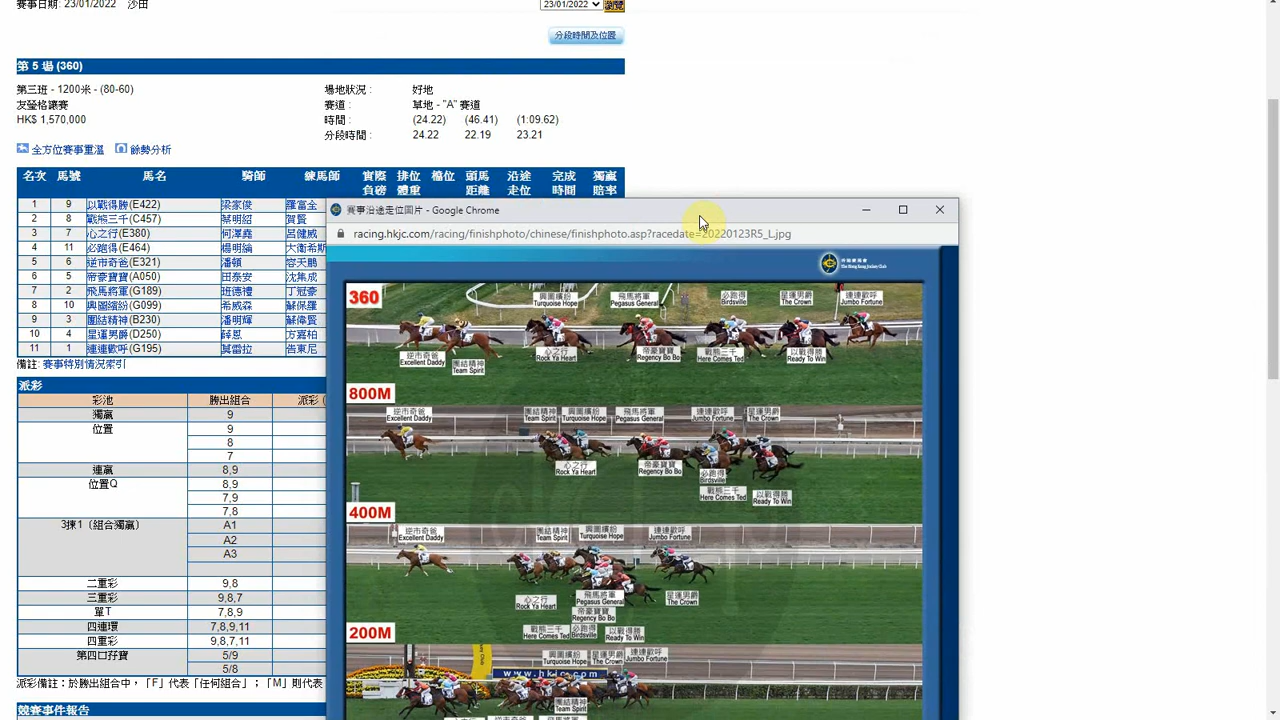 賽事日期: 23/01/2022 沙田
23/01/2022
瀏覽
分段時間及位置
第 5 場 (360)
第三班 - 1200米 - (80-60)
場地狀況 :
好地
友瑩格讓賽
賽道 :
草地 - "A" 賽道
HK$ 1,570,000
時間 :
(24.22) (46.41) (1:09.62)
分段時間 :
24.22 22.19 23.21
全方位賽事重溫
餘勢分析
名次 馬號 馬名 騎師 練馬師 實際負磅 排位體重 檔位 頭馬距離 沿途走位 完成時間 獨贏賠率
1 9 以戰得勝(E422) 梁家俊 羅富全
2 8 戰熊三千(C457) 蔡明紹 賀賢
3 7 心之行(E380) 何澤堯 呂健威
4 11 必跑得(E464) 楊明綸 大衛希斯
5 6 逆市奇爸(E321) 潘頓 容天鵬
6 5 帝豪寶寶(A050) 田泰安 沈集成
7 2 飛馬將軍(G189) 班德禮 丁冠豪
8 10 興圖繽紛(G099) 希威森 蘇保羅
9 3 團結精神(B230) 潘明輝 蘇偉賢
10 4 星運男爵(D250) 薛恩 方嘉柏
11 1 連連歡呼(G195) 莫雷拉 告東尼
備註: 賽事特別情況索引
派彩
彩池 勝出組合 派彩 (
獨贏 9
位置 9
8
7
連贏 8,9
位置Q 8,9
7,9
7,8
3揀1 (組合獨贏) A1
A2
A3
二重彩 9,8
三重彩 9,8,7
單T 7,8,9
四連環 7,8,9,11
四重彩 9,8,7,11
第四口孖寶 5/9
5/8
派彩備註：於勝出組合中，「F」代表「任何組合」；「M」則代表
競賽事件報告
賽事沿途走位圖片 - Google Chrome
racing.hkjc.com/racing/finishphoto/chinese/finishphoto.asp?racedate=20220123R5_L.jpg
香港賽馬會
The Hong Kong Jockey Club
360
興圖繽紛
Turquoise Hope
飛馬將軍
Pegasus General
必跑得
Birdsville
星運男爵
The Crown
連連歡呼
Jumbo Fortune
逆市奇爸
Excellent Daddy
團結精神
Team Spirit
心之行
Rock Ya Heart
帝豪寶寶
Regency Bo Bo
戰熊三千
Here Comes Ted
以戰得勝
Ready To Win
800M
逆市奇爸
Excellent Daddy
團結精神
Team Spirit
興圖繽紛
Turquoise Hope
飛馬將軍
Pegasus General
連連歡呼
Jumbo Fortune
星運男爵
The Crown
心之行
Rock Ya Heart
帝豪寶寶
Regency Bo Bo
必跑得
Birdsville
戰熊三千
Here Comes Ted
以戰得勝
Ready To Win
400M
逆市奇爸
Excellent Daddy
團結精神
Team Spirit
興圖繽紛
Turquoise Hope
連連歡呼
Jumbo Fortune
心之行
Rock Ya Heart
飛馬將軍
Pegasus General
星運男爵
The Crown
帝豪寶寶
Regency Bo Bo
戰熊三千
Here Comes Ted
必跑得
Birdsville
以戰得勝
Ready To Win
200M
興圖繽紛
Turquoise Hope
星運男爵
The Crown
連連歡呼
Jumbo Fortune
www.hkjc.com
團結精神
Team Spirit